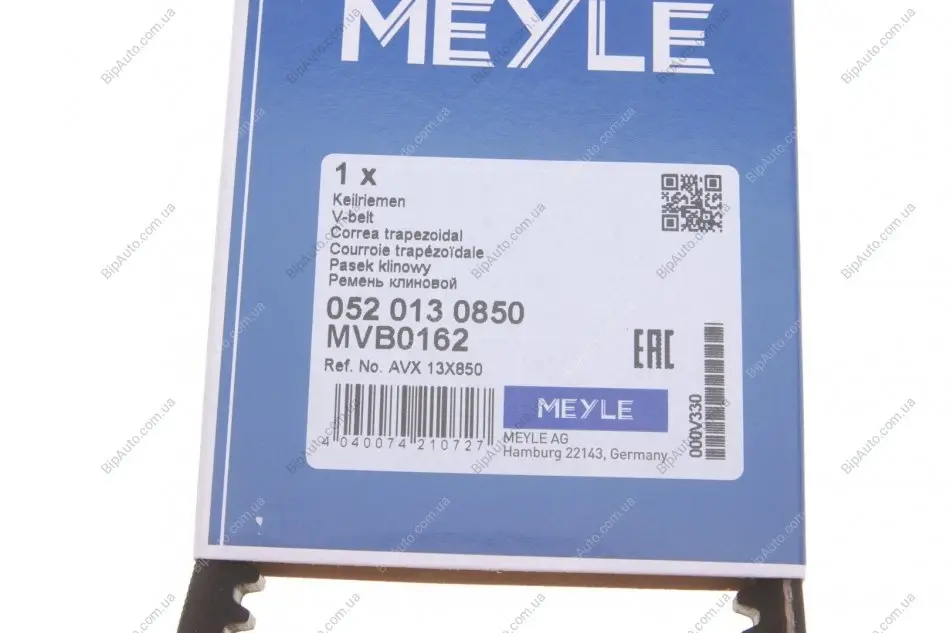 MEYLE
1 x
Keilriemen
V-belt
Correa trapezoidal
Courroie trapézoïdale
Pasek klinowy
Ремень клиновой
052 013 0850
MVB0162
Ref. No. AVX 13X850
EAC
4 040074 210727
MEYLE
MEYLE AG
Hamburg 22143, Germany
000V330
BipAuto.com.ua